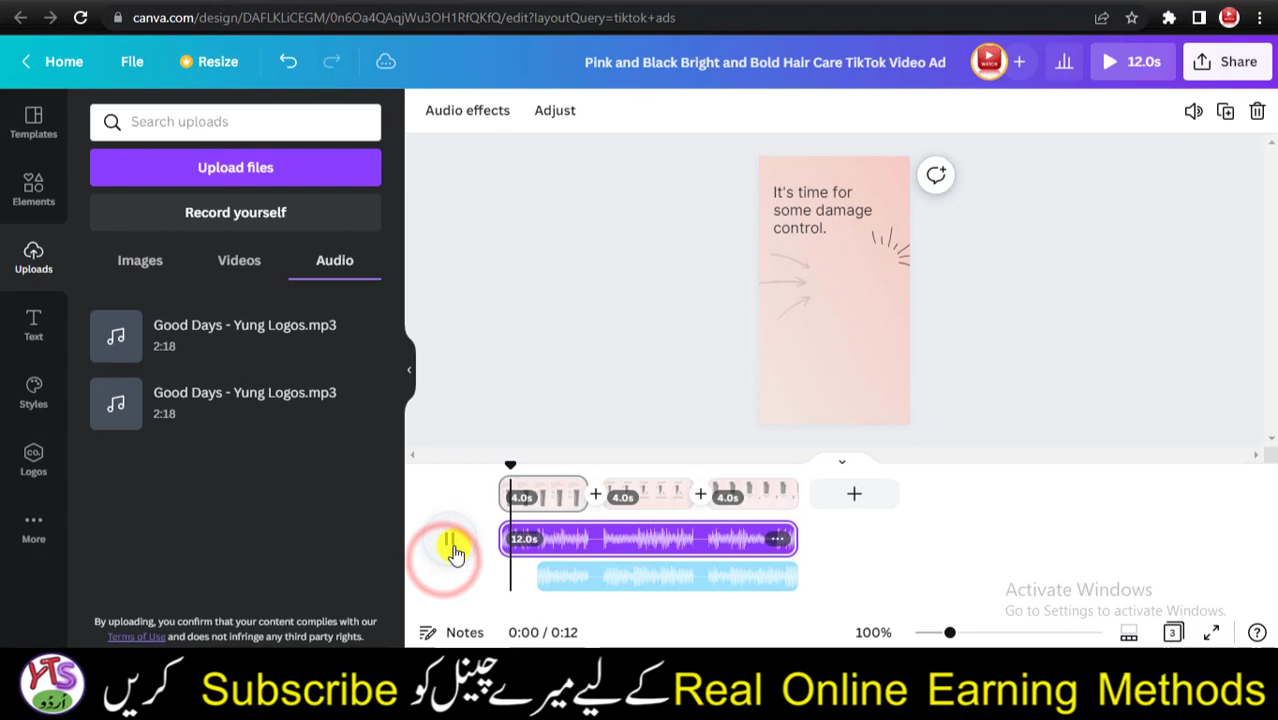 canva.com/design/DAFLKLiCEGM/0n6Oa4QAqjWu3OH1RfQKfQ/edit?layoutQuery=tiktok+ads
Home
File
Resize
Pink and Black Bright and Bold Hair Care TikTok Video Ad
WATCH
12.0s
Share
Templates
Elements
Uploads
Text
Styles
CO.
Logos
More
Search uploads
Upload files
Record yourself
Images
Videos
Audio
Good Days - Yung Logos.mp3
2:18
Good Days - Yung Logos.mp3
2:18
By uploading, you confirm that your content complies with our
Terms of Use and does not infringe any third party rights.
Audio effects
Adjust
It's time for
some damage
control.
4.0s
4.0s
4.0s
12.0s
Activate Windows
Go to Settings to activate Windows.
Notes
0:00 / 0:12
100%
3
YTS
اردو
Real Online Earning Methods کے لیے میرے چینل کو Subscribe کریں